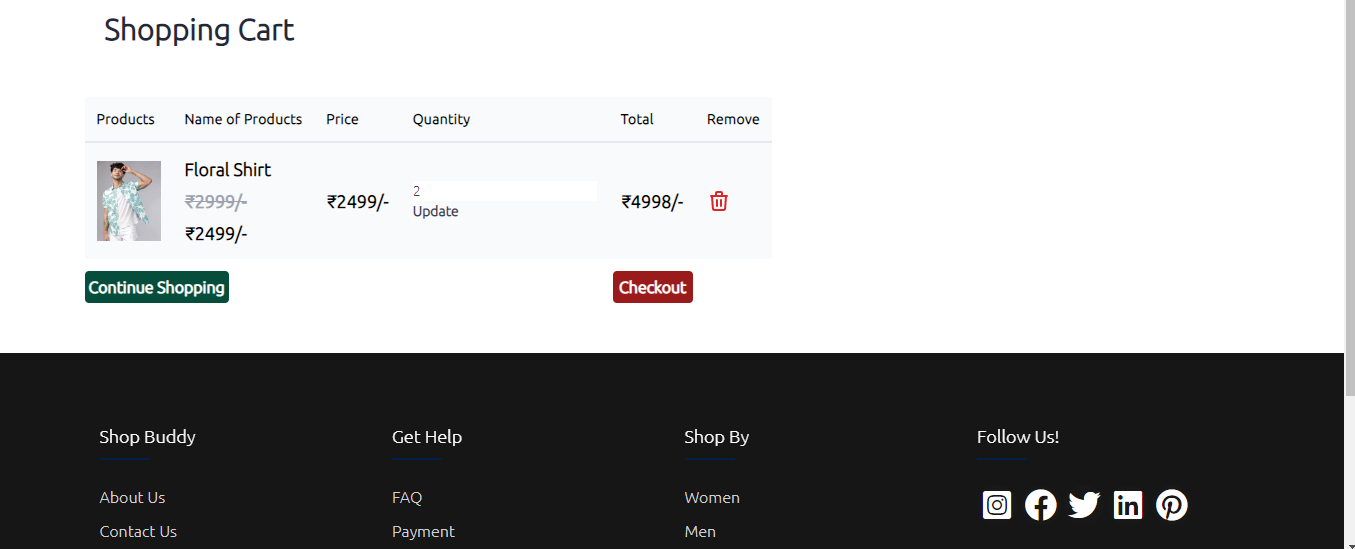 Shopping Cart
Products Name of Products Price Quantity Total Remove
Floral Shirt
₹2999/-
₹2499/-
₹2499/-
2
Update
₹4998/-
Continue Shopping
Checkout
Shop Buddy
About Us
Contact Us
Get Help
FAQ
Payment
Shop By
Women
Men
Follow Us!